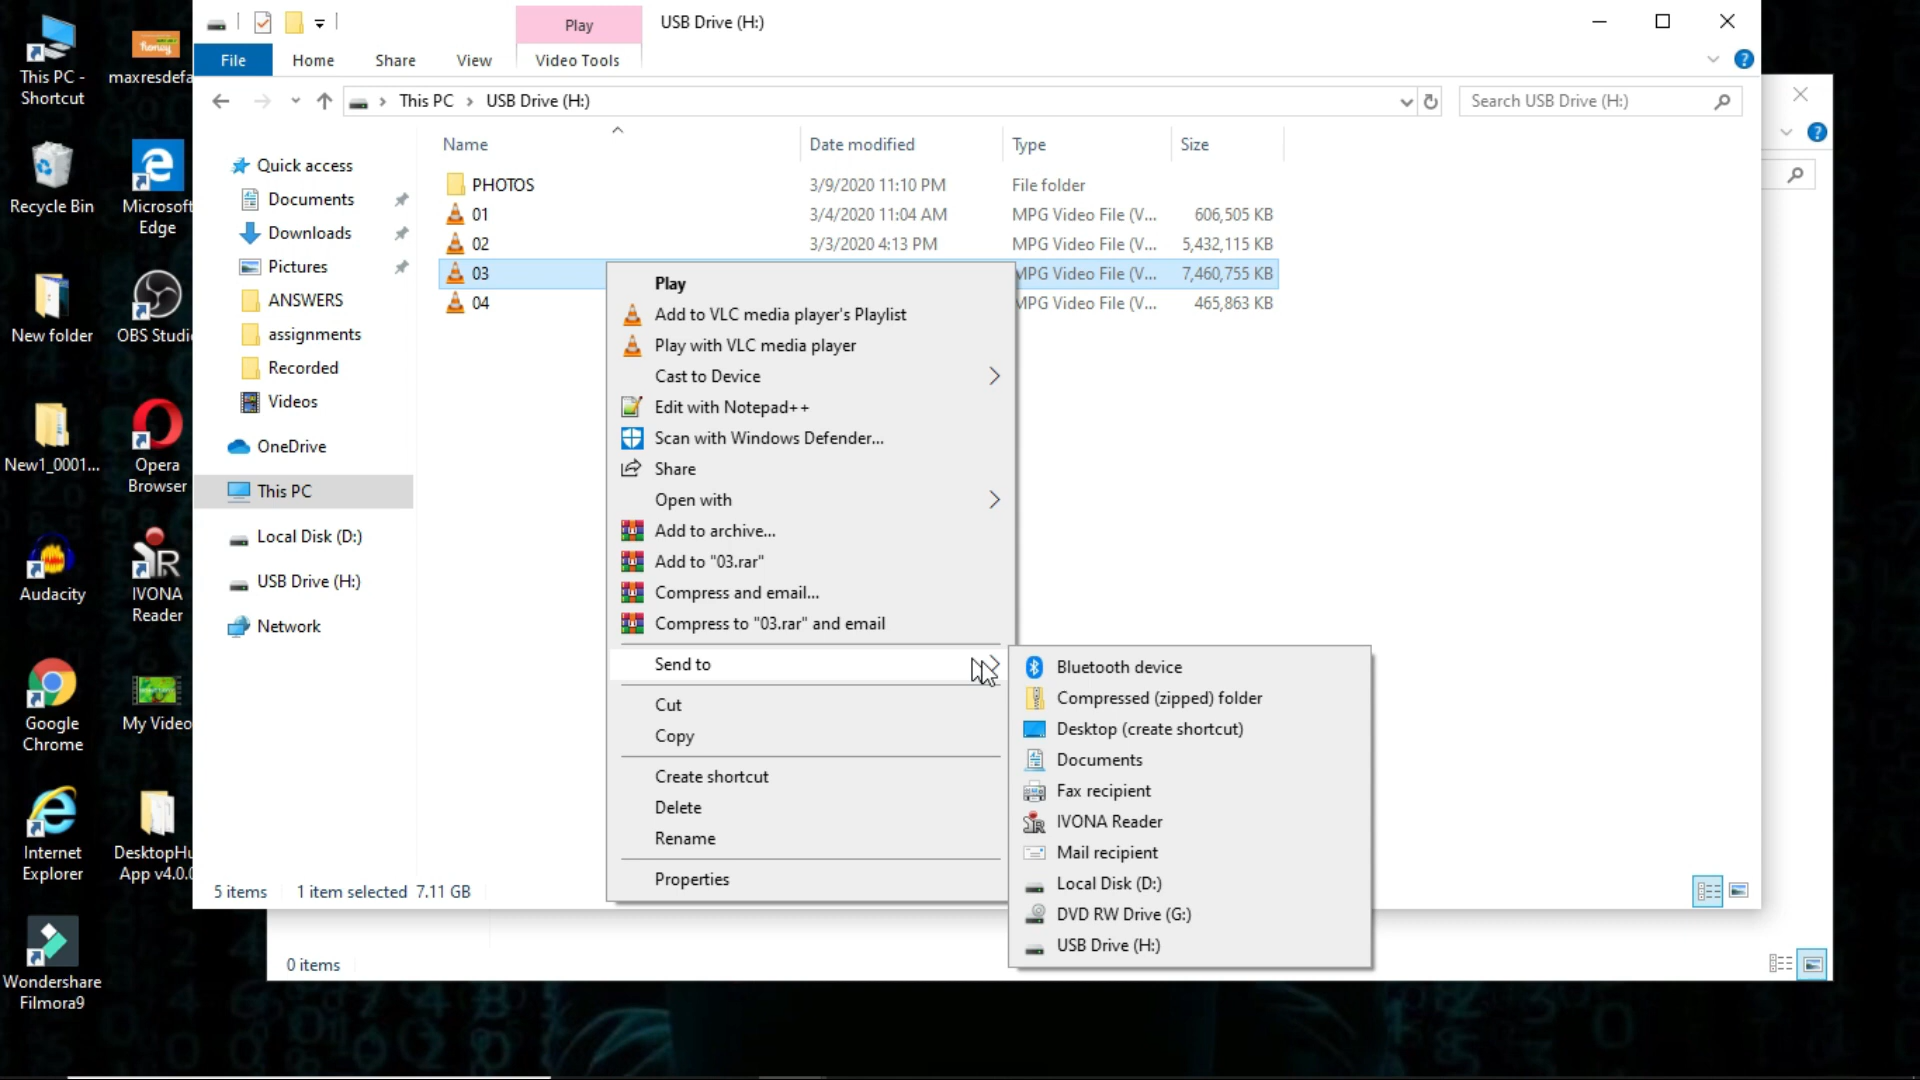 This PC -
Shortcut
maxresdefa
Recycle Bin
Microsoft
Edge
New folder
OBS Studi
New1_0001...
Opera
Browser
Audacity
IVONA
Reader
Google
Chrome
My Video
Internet
Explorer
DesktopHu
App v4.0.0
Wondershare
Filmora9
Play
USB Drive (H:)
File
Home
Share
View
Video Tools
This PC
USB Drive (H:)
Search USB Drive (H:)
Name
Date modified
Type
Size
Quick access
Documents
Downloads
Pictures
ANSWERS
assignments
Recorded
Videos
OneDrive
This PC
Local Disk (D:)
USB Drive (H:)
Network
PHOTOS 3/9/2020 11:10 PM File folder
01 3/4/2020 11:04 AM MPG Video File (V... 606,505 KB
02 3/3/2020 4:13 PM MPG Video File (V... 5,432,115 KB
03 MPG Video File (V... 7,460,755 KB
04 MPG Video File (V... 465,863 KB
Play
Add to VLC media player's Playlist
Play with VLC media player
Cast to Device
Edit with Notepad++
Scan with Windows Defender...
Share
Open with
Add to archive...
Add to "03.rar"
Compress and email...
Compress to "03.rar" and email
Send to
Cut
Copy
Create shortcut
Delete
Rename
Properties
Bluetooth device
Compressed (zipped) folder
Desktop (create shortcut)
Documents
Fax recipient
IVONA Reader
Mail recipient
Local Disk (D:)
DVD RW Drive (G:)
USB Drive (H:)
5 items 1 item selected 7.11 GB
0 items